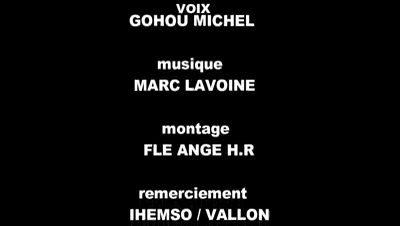 VOIX
GOHOU MICHEL
musique
MARC LAVOINE
montage
FLE ANGE H.R
remerciement
IHEMSO / VALLON